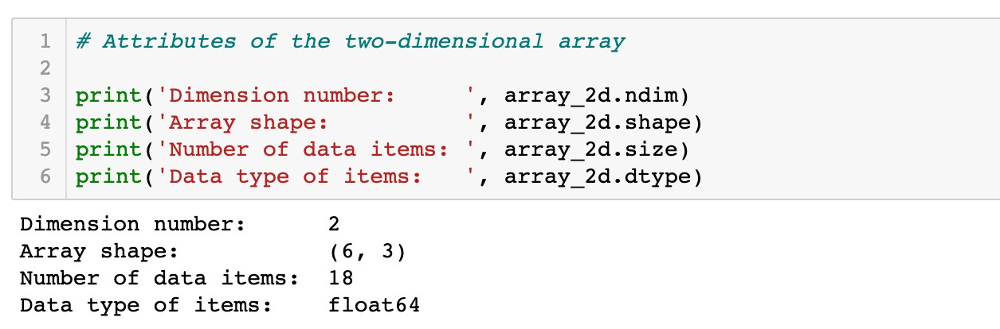 1 # Attributes of the two-dimensional array
2
3 print('Dimension number:     ', array_2d.ndim)
4 print('Array shape:          ', array_2d.shape)
5 print('Number of data items: ', array_2d.size)
6 print('Data type of items:   ', array_2d.dtype)
Dimension number:      2
Array shape:           (6, 3)
Number of data items:  18
Data type of items:    float64